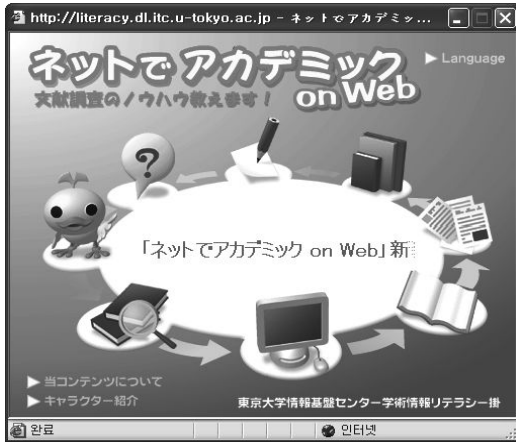 http://literacy.dl.itc.u-tokyo.ac.jp - ネットでアカデミッ...
ネットで アカデミック
on Web
文献調査のノウハウ教えます！
▶ Language
?
「ネットでアカデミック on Web」新
▶ 当コンテンツについて
▶ キャラクター紹介
東京大学情報基盤センター学術情報リテラシー掛
완료
인터넷